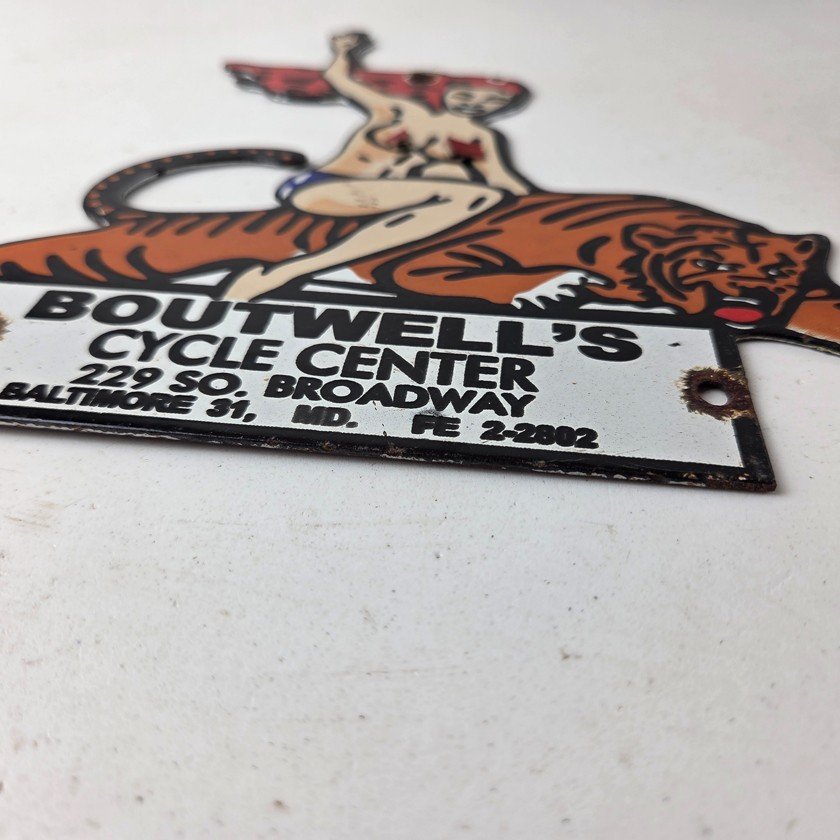 BOUTWELL'S
CYCLE CENTER
229 SO. BROADWAY
BALTIMORE 31, MD. FE 2-2802